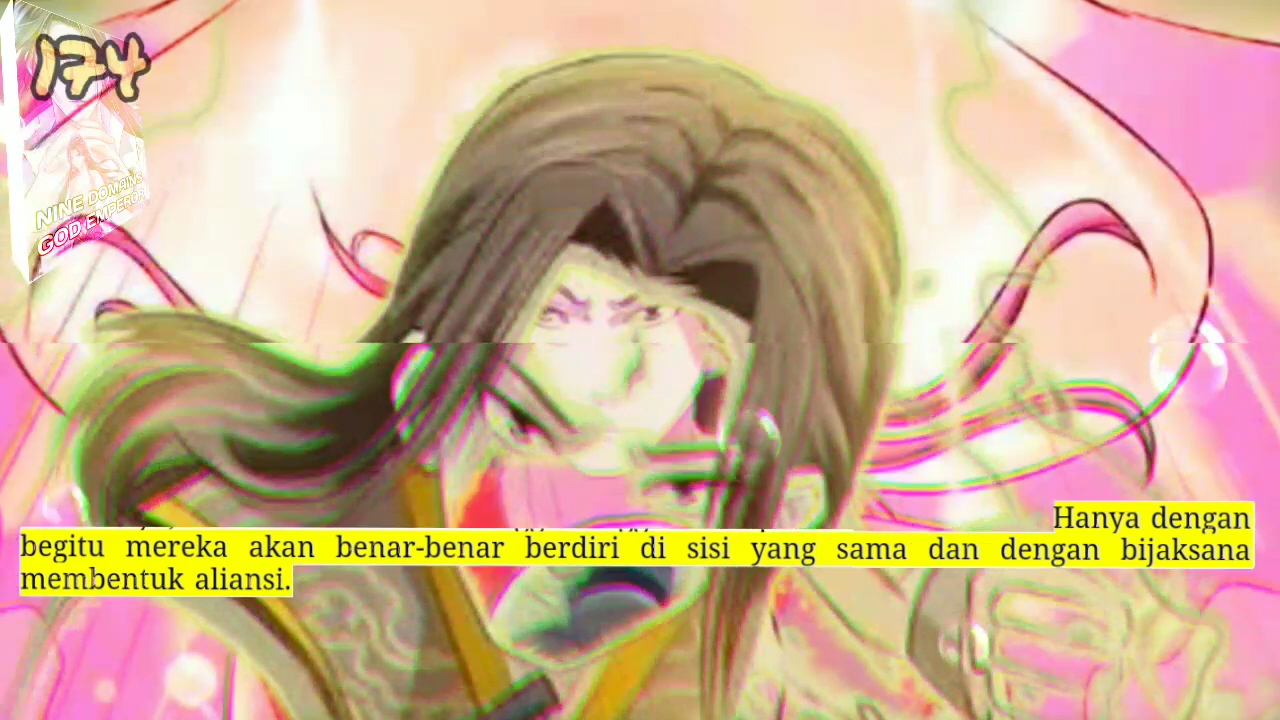 174
NINE DOMAINS
GOD EMPEROR
Hanya dengan
begitu mereka akan benar-benar berdiri di sisi yang sama dan dengan bijaksana
membentuk aliansi.